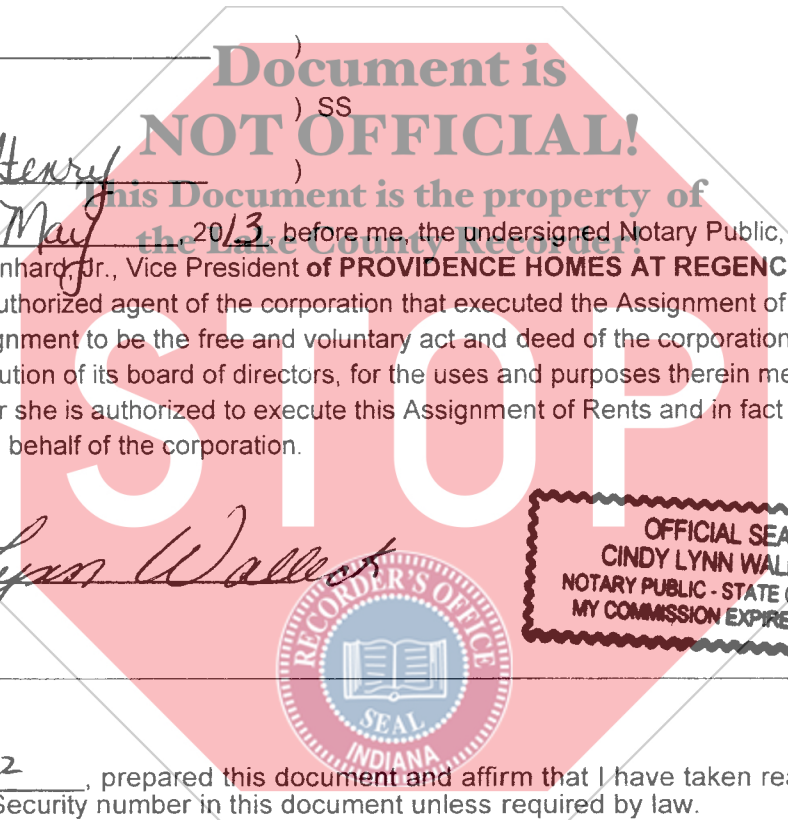 )
Document is
) SS
NOT OFFICIAL!
Henry
)
This Document is the property of
the Lake County Recorder!
May , 2013, before me, the undersigned Notary Public,
nhard, Jr., Vice President of PROVIDENCE HOMES AT REGENC
uthorized agent of the corporation that executed the Assignment of
gnment to be the free and voluntary act and deed of the corporation
ution of its board of directors, for the uses and purposes therein me
r she is authorized to execute this Assignment of Rents and in fact
behalf of the corporation.
STOP
Lynn
OFFICIAL SEA
CINDY LYNN WAL
NOTARY PUBLIC - STATE
MY COMMISSION EXPIRE
RECORDER'S OFFICE
SEAL
INDIANA
, prepared this document and affirm that I have taken rea
Security number in this document unless required by law.